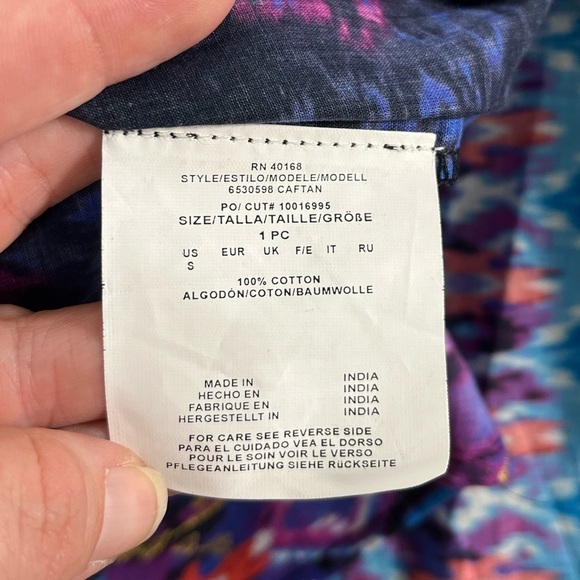 RN 40168
STYLE/ESTILO/MODELE/MODELL
6530598 CAFTAN
PO/ CUT# 10016995
SIZE/TALLA/TAILLE/GRÖßE
1 PC
US EUR UK F/E IT RU
S
100% COTTON
ALGODÓN/COTON/BAUMWOLLE
MADE IN INDIA
HECHO EN INDIA
FABRIQUE EN INDIA
HERGESTELLT IN INDIA
FOR CARE SEE REVERSE SIDE
PARA EL CUIDADO VEA EL DORSO
POUR LE SOIN VOIR LE VERSO
PFLEGEANLEITUNG SIEHE RÜCKSEITE